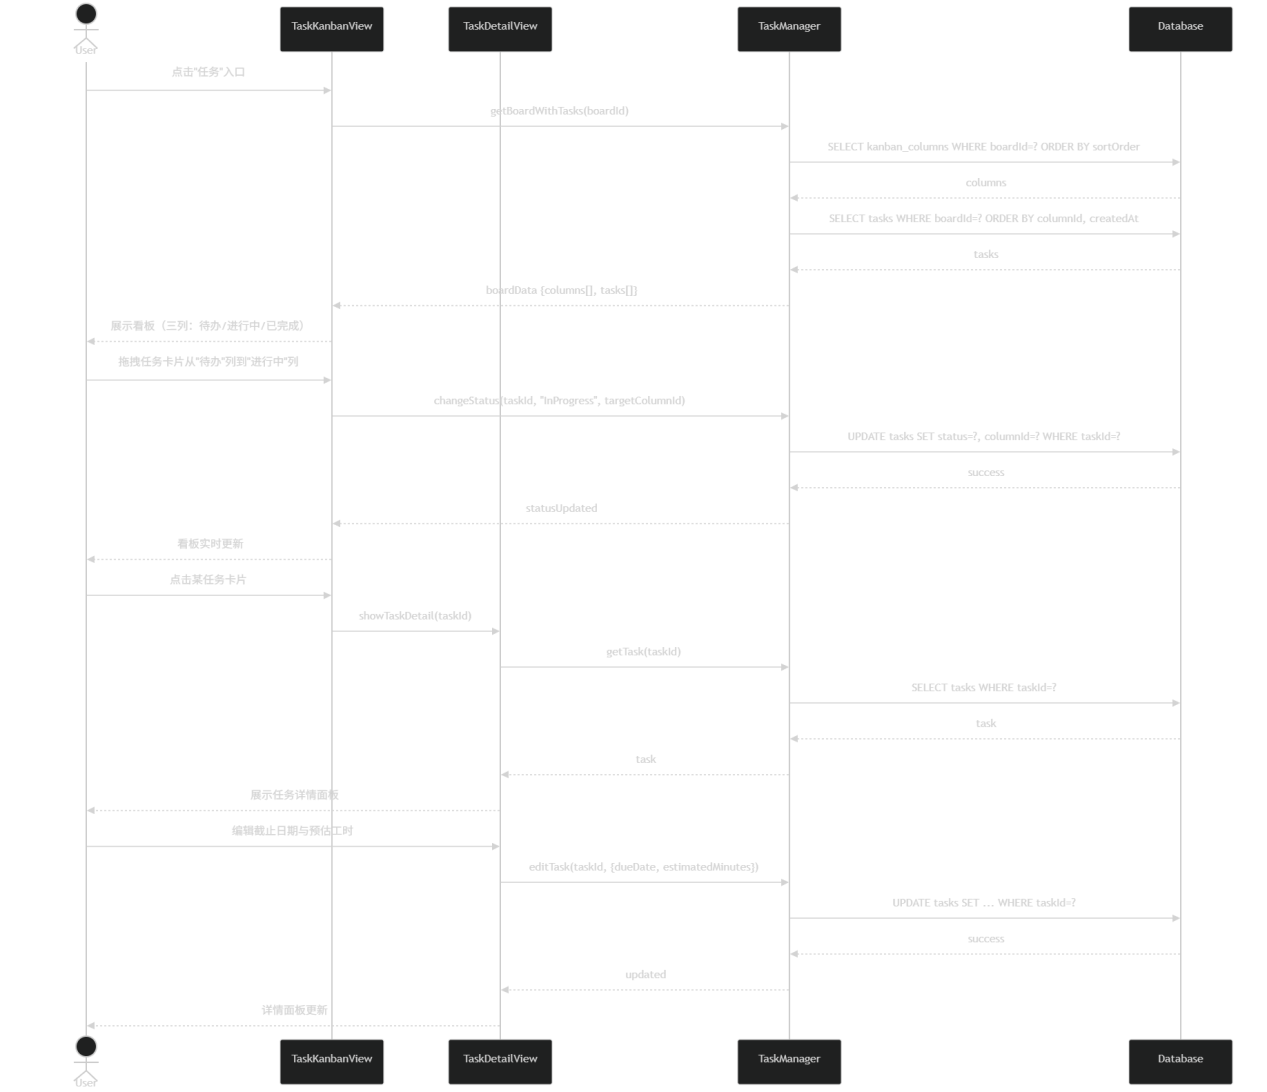 User
TaskKanbanView
TaskDetailView
TaskManager
Database
点击"任务"入口
getBoardWithTasks(boardId)
SELECT kanban_columns WHERE boardId=? ORDER BY sortOrder
columns
SELECT tasks WHERE boardId=? ORDER BY columnId, createdAt
tasks
boardData {columns[], tasks[]}
展示看板（三列：待办/进行中/已完成）
拖拽任务卡片从"待办"列到"进行中"列
changeStatus(taskId, "InProgress", targetColumnId)
UPDATE tasks SET status=?, columnId=? WHERE taskId=?
success
statusUpdated
看板实时更新
点击某任务卡片
showTaskDetail(taskId)
getTask(taskId)
SELECT tasks WHERE taskId=?
task
task
展示任务详情面板
编辑截止日期与预估工时
editTask(taskId, {dueDate, estimatedMinutes})
UPDATE tasks SET ... WHERE taskId=?
success
updated
详情面板更新
User
TaskKanbanView
TaskDetailView
TaskManager
Database